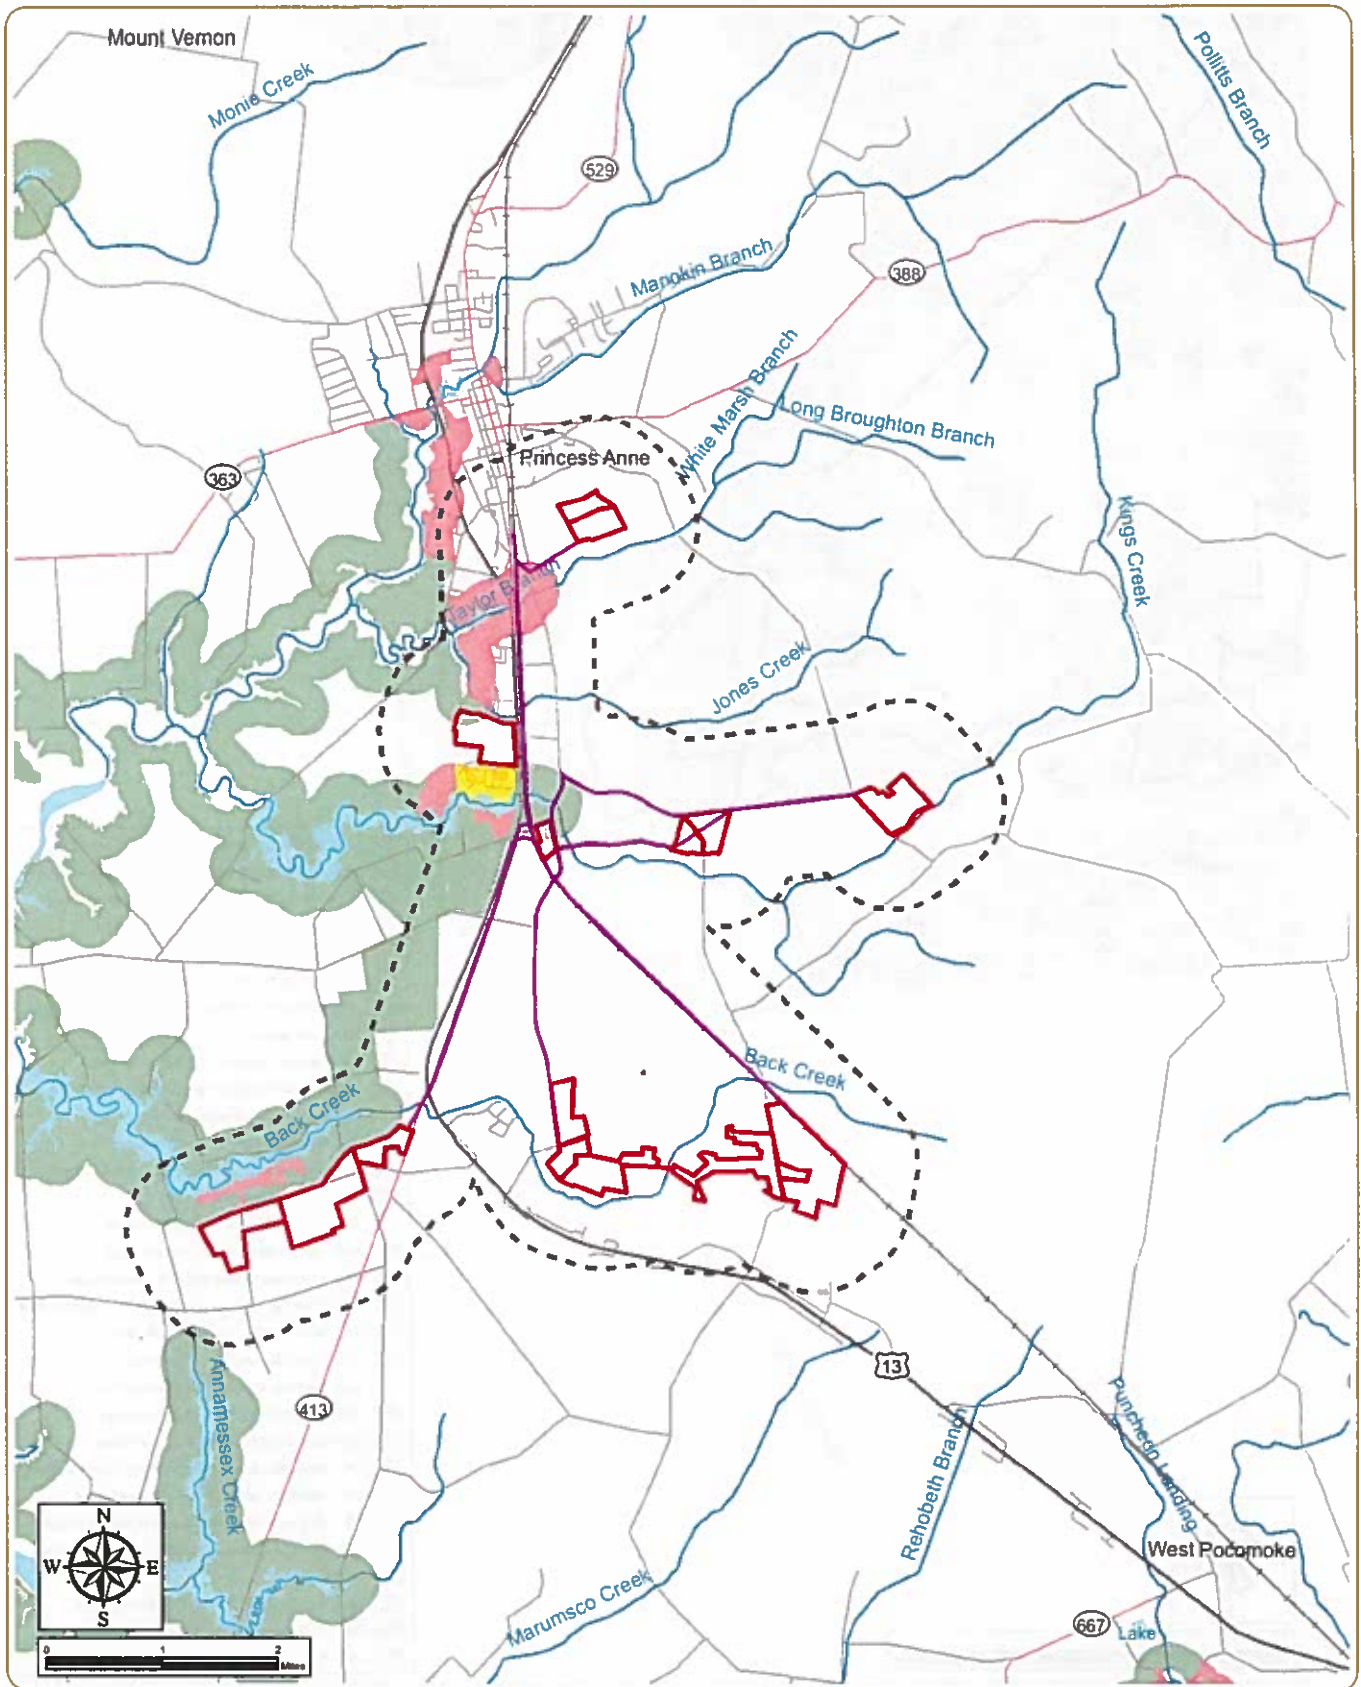 Mount Vernon
Monie Creek
Pollitts Branch
529
Manokin Branch
388
White Marsh Branch
Long Broughton Branch
Princess Anne
363
Kings Creek
Taylor Branch
Jones Creek
Back Creek
Back Creek
13
Annamessex Creek
413
Puncheon Landing
Rehobeth Branch
West Pocomoke
Marumsco Creek
667
Lake
N
W
E
S
0
1
2
Miles